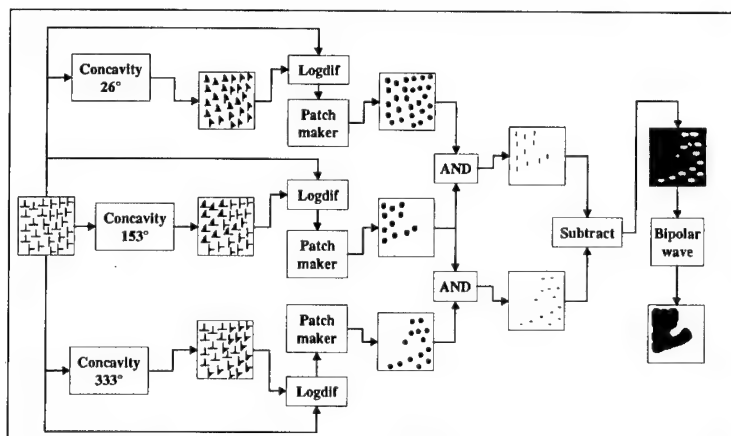 Concavity
26°
Logdif
Patch
maker
AND
Concavity
153°
Logdif
Patch
maker
Subtract
Bipolar
wave
AND
Patch
maker
Concavity
333°
Logdif